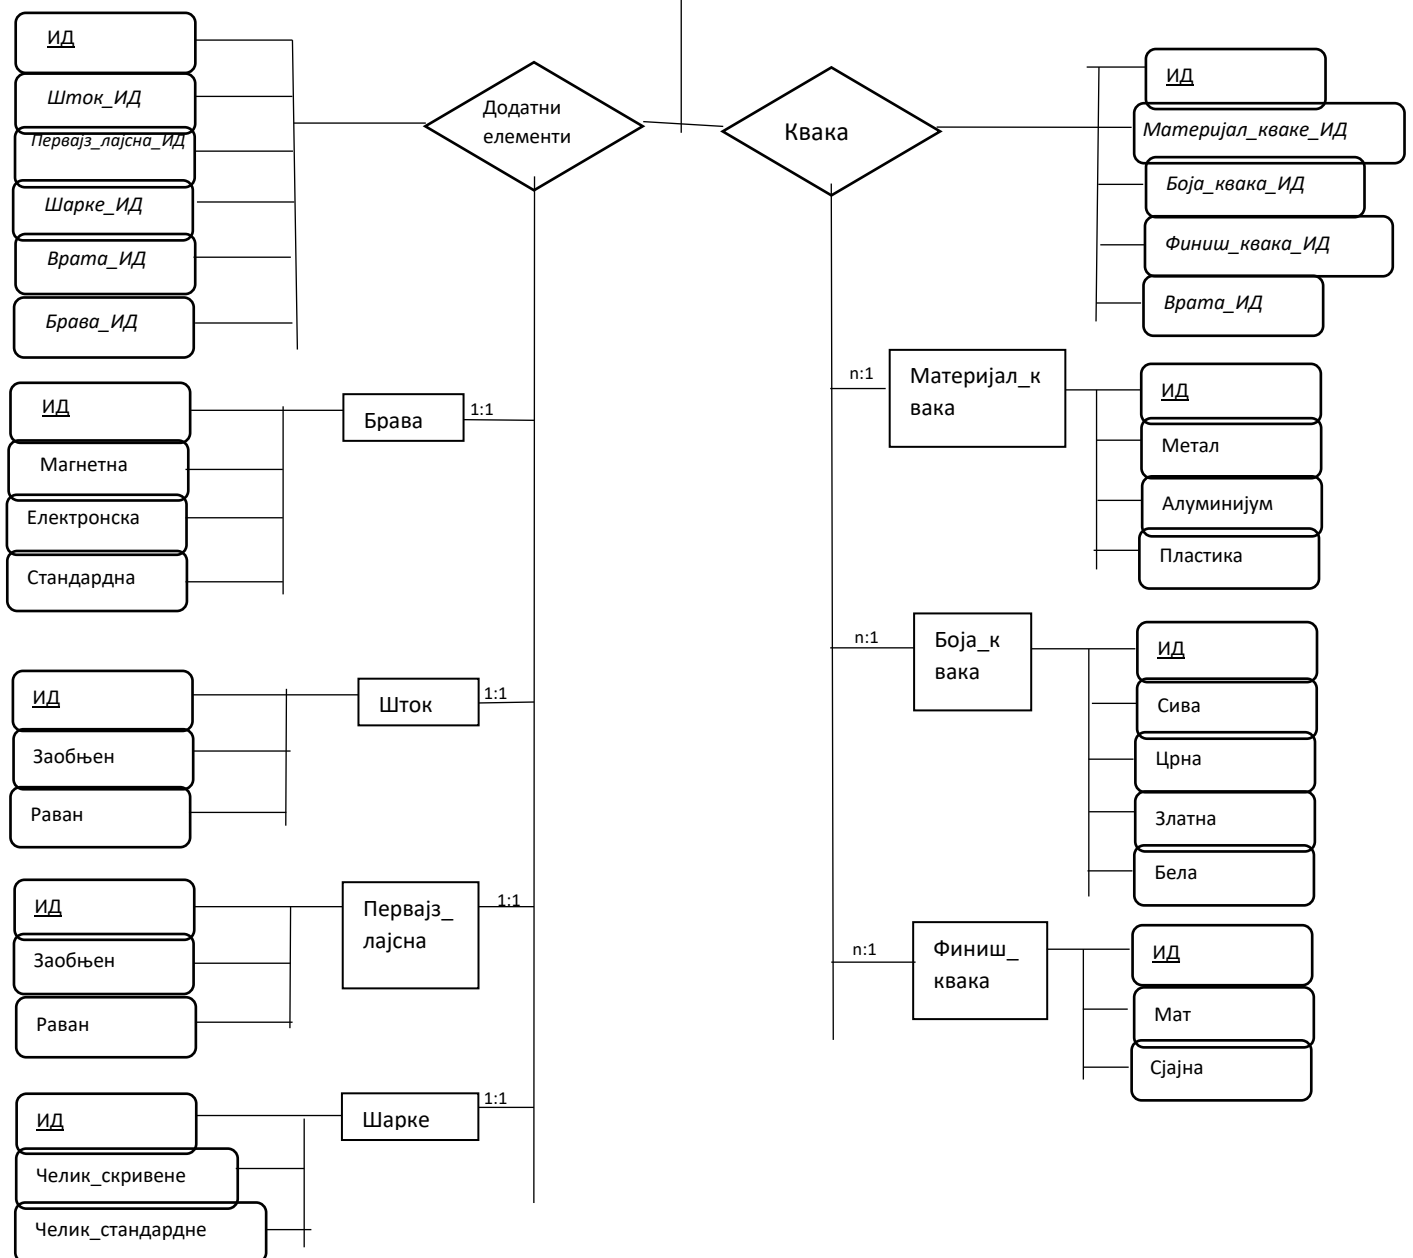 ИД
Шток_ИД
Первајз_лајсна_ИД
Шарке_ИД
Врата_ИД
Брава_ИД
Додатни
елементи
Квака
ИД
Материјал_кваке_ИД
Боја_квака_ИД
Финиш_квака_ИД
Врата_ИД
ИД
Магнетна
Електронска
Стандардна
Брава
1:1
n:1
Материјал_к
вака
ИД
Метал
Алуминијум
Пластика
ИД
Заобњен
Раван
Шток
1:1
n:1
Боја_к
вака
ИД
Сива
Црна
Златна
Бела
ИД
Заобњен
Раван
Первајз_
лајсна
1:1
n:1
Финиш_
квака
ИД
Мат
Сјајна
ИД
Челик_скривене
Челик_стандардне
Шарке
1:1